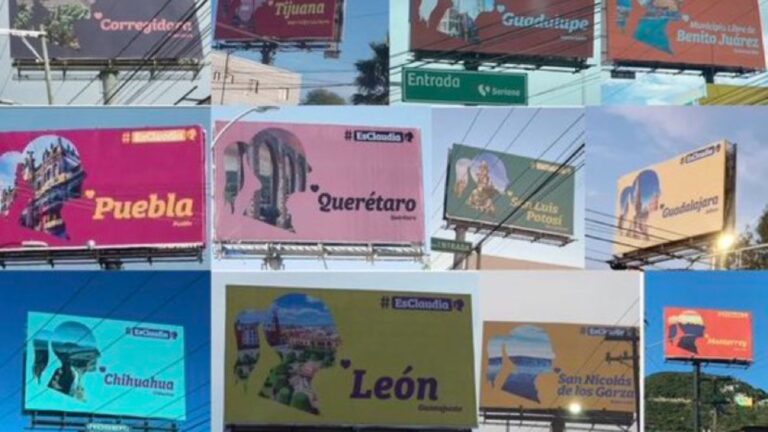 Corregidora
Tijuana
Guadalupe
Entrada
Soriana
Municipio Libre de
Benito Juárez
#EsClaudia
Puebla
Puebla
#EsClaudia
Querétaro
Querétaro
San Luis
Potosí
#EsClaudia
Guadalajara
Jalisco
#EsClaudia
Chihuahua
#EsClaudia
León
Guanajuato
#EsClaudia
San Nicolás
de los Garza
Monterrey